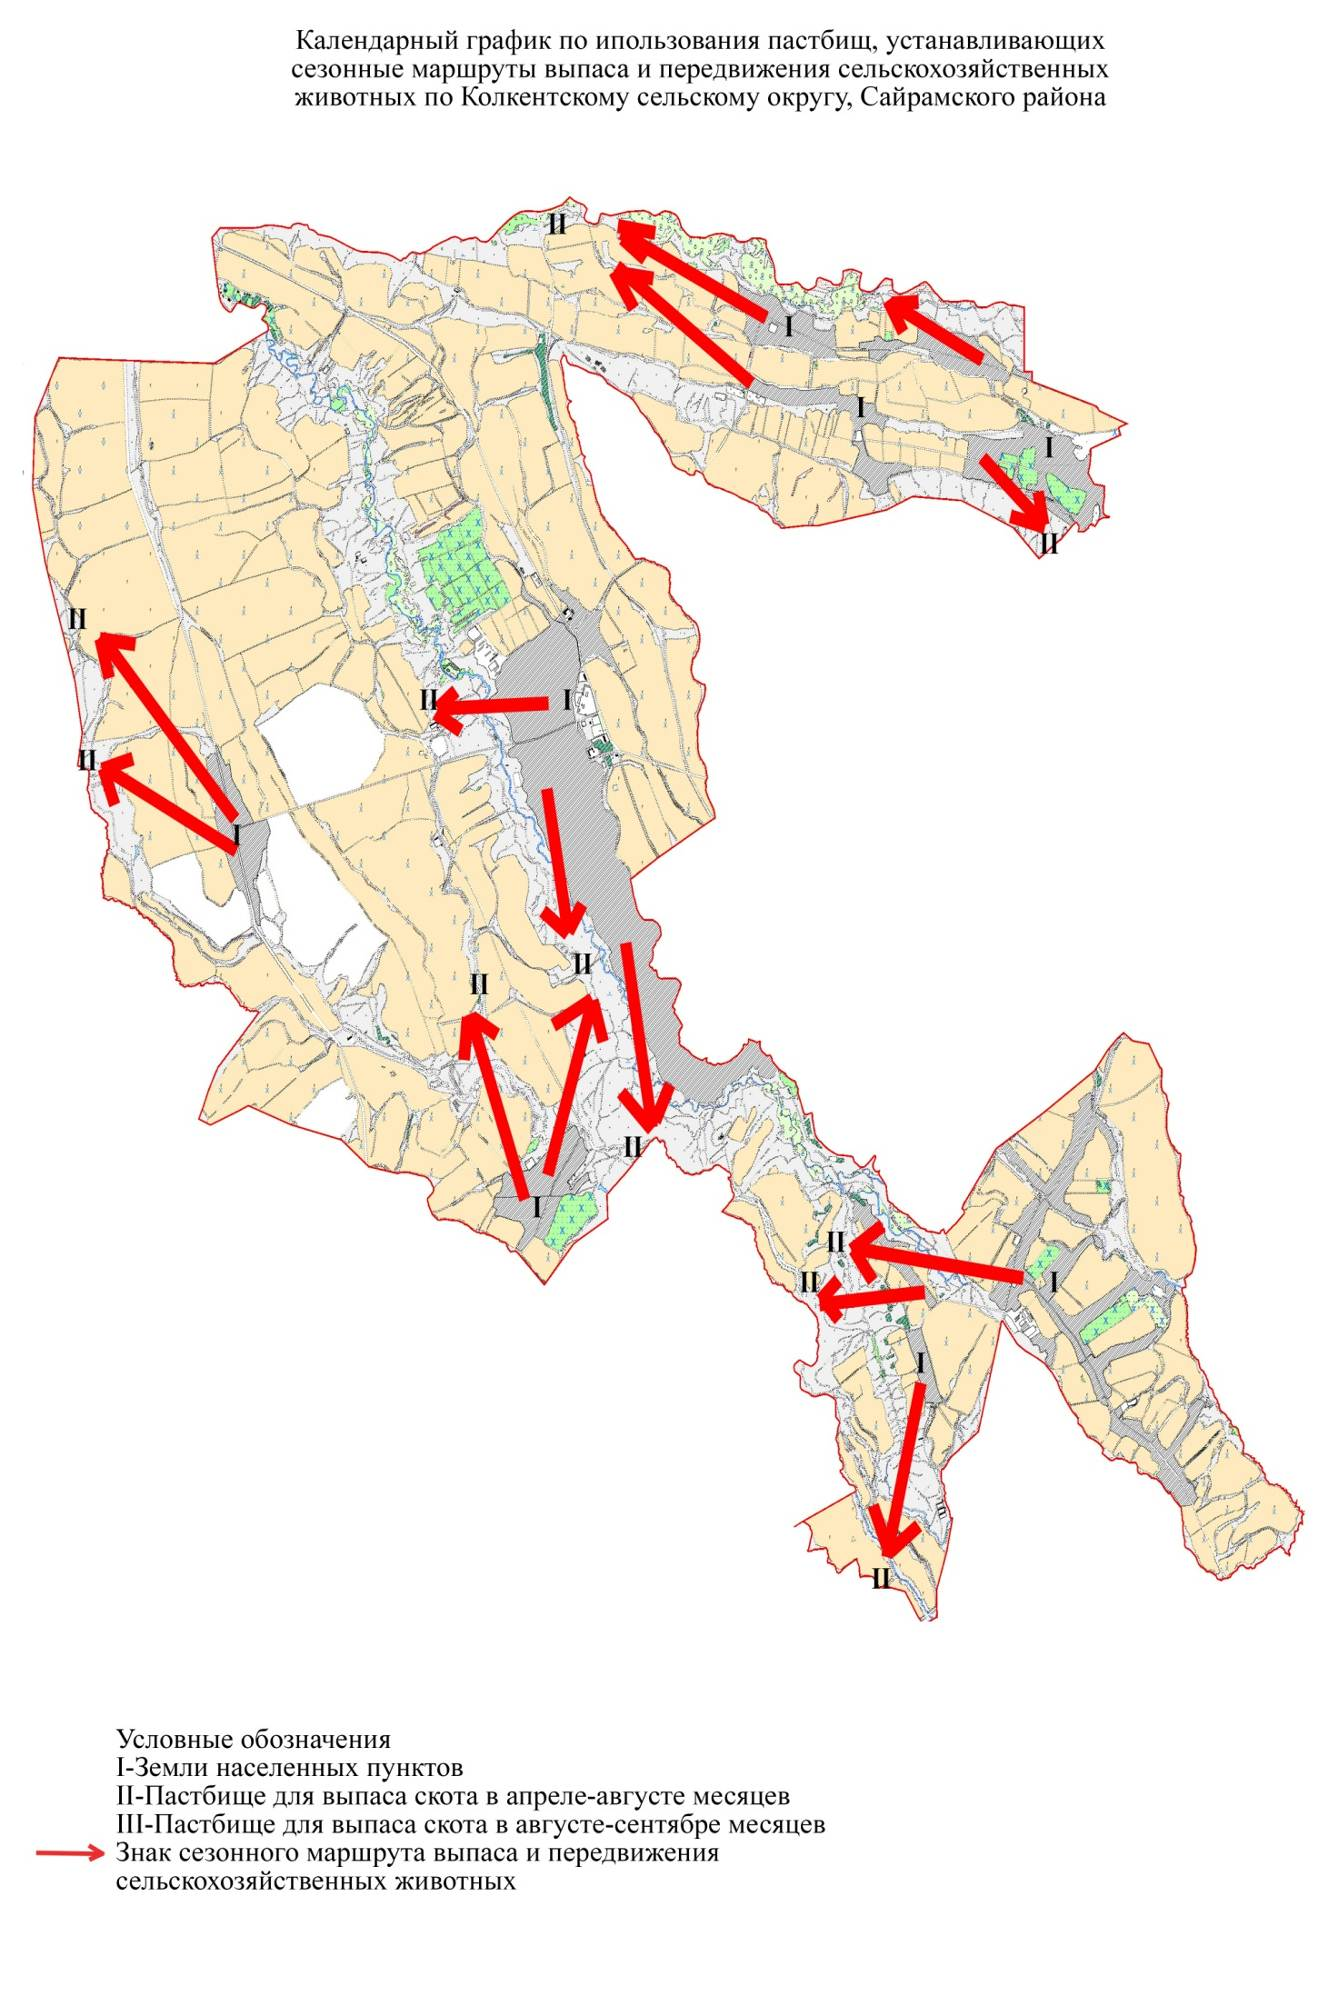 Календарный график по ипользования пастбищ, устанавливающих
сезонные маршруты выпаса и передвижения сельскохозяйственных
животных по Колкентскому сельскому округу, Сайрамского района
II
I
I
I
II
II
II
I
II
I
II
II
II
I
II
II
I
I
II
Условные обозначения
I-Земли населенных пунктов
II-Пастбище для выпаса скота в апреле-августе месяцев
III-Пастбище для выпаса скота в августе-сентябре месяцев
Знак сезонного маршрута выпаса и передвижения
сельскохозяйственных животных